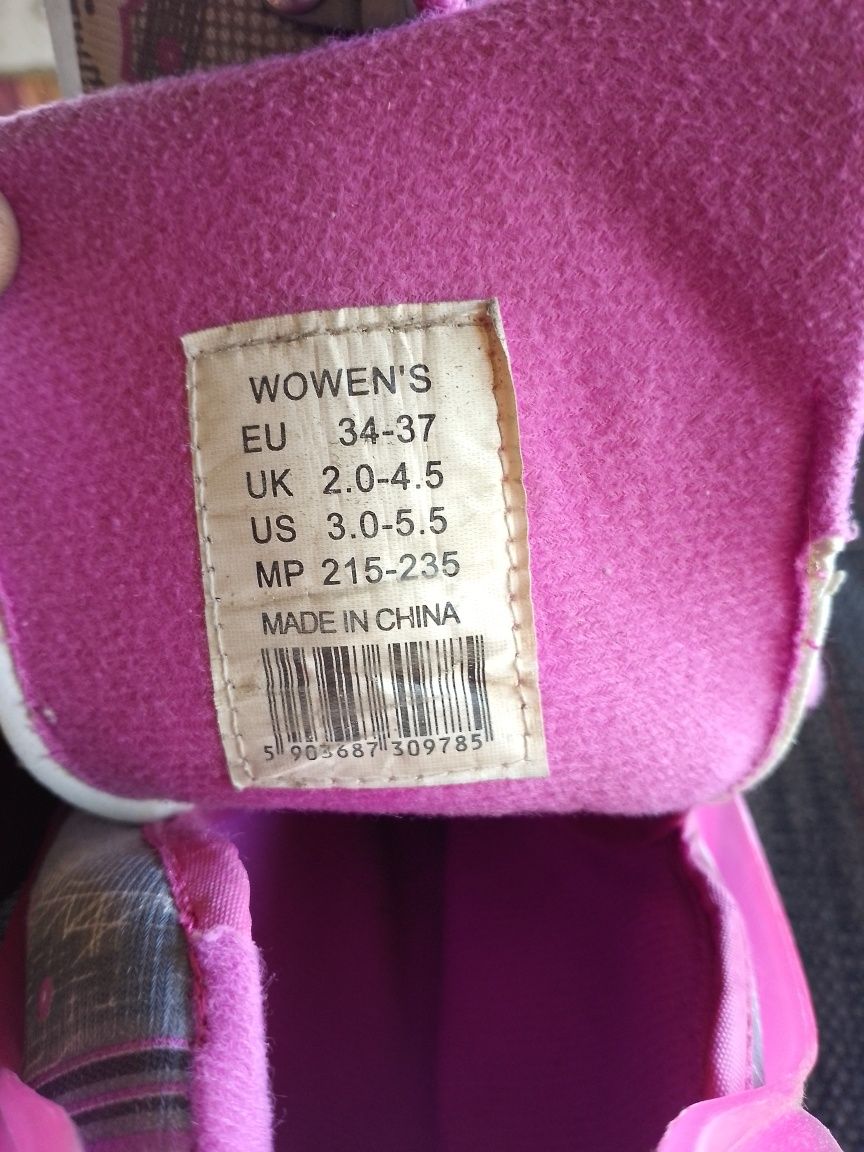 WOWEN'S
EU 34-37
UK 2.0-4.5
US 3.0-5.5
MP 215-235
MADE IN CHINA
5 903687 309785